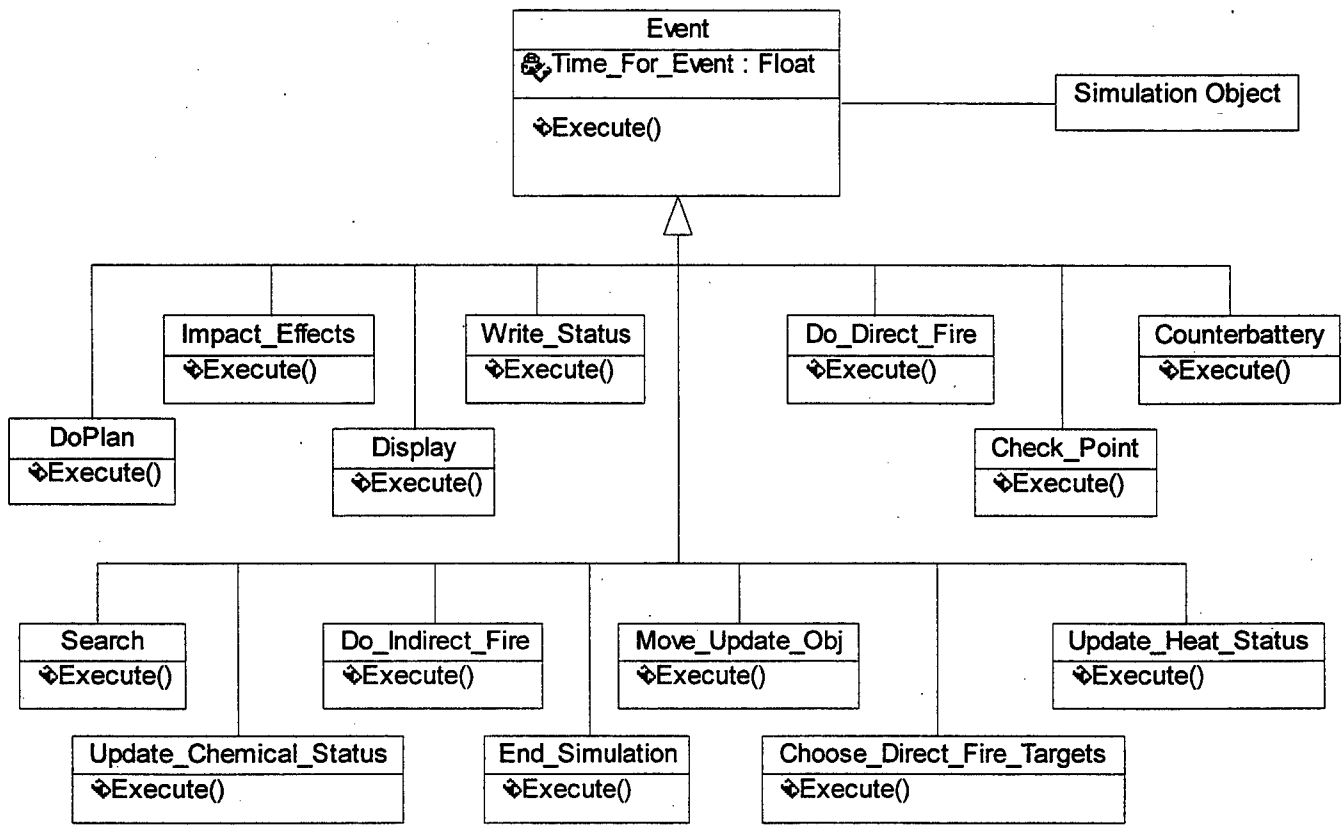 Event
Time_For_Event : Float
Execute()
Simulation Object
Impact_Effects
Execute()
Write_Status
Execute()
Do_Direct_Fire
Execute()
Counterbattery
Execute()
DoPlan
Execute()
Display
Execute()
Check_Point
Execute()
Search
Execute()
Do_Indirect_Fire
Execute()
Move_Update_Obj
Execute()
Update_Heat_Status
Execute()
Update_Chemical_Status
Execute()
End_Simulation
Execute()
Choose_Direct_Fire_Targets
Execute()